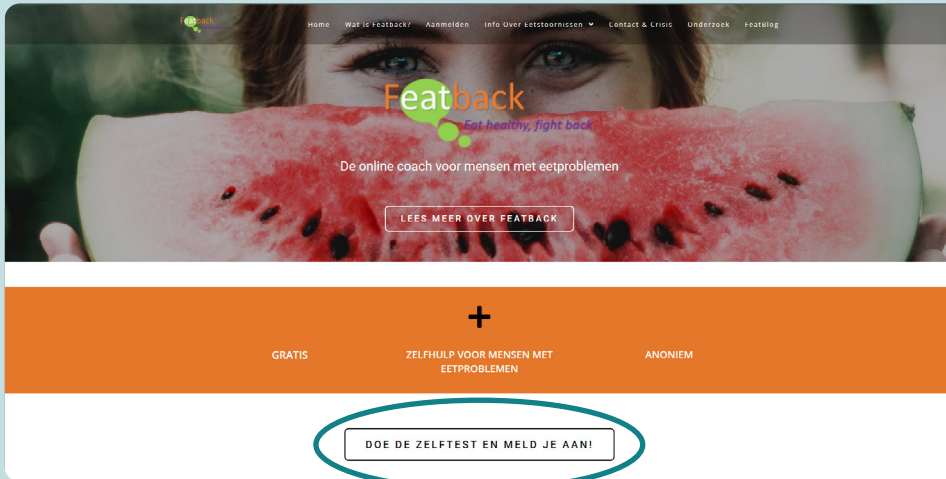 Featback
Home Wat is Featback? Aanmelden Info Over Eetstoornissen Contact & Crisis Onderzoek FeatBlog
Featback
Eat healthy, fight back
De online coach voor mensen met eetproblemen
LEES MEER OVER FEATBACK
GRATIS
ZELFHULP VOOR MENSEN MET
EETPROBLEMEN
ANONIEM
DOE DE ZELFTEST EN MELD JE AAN!